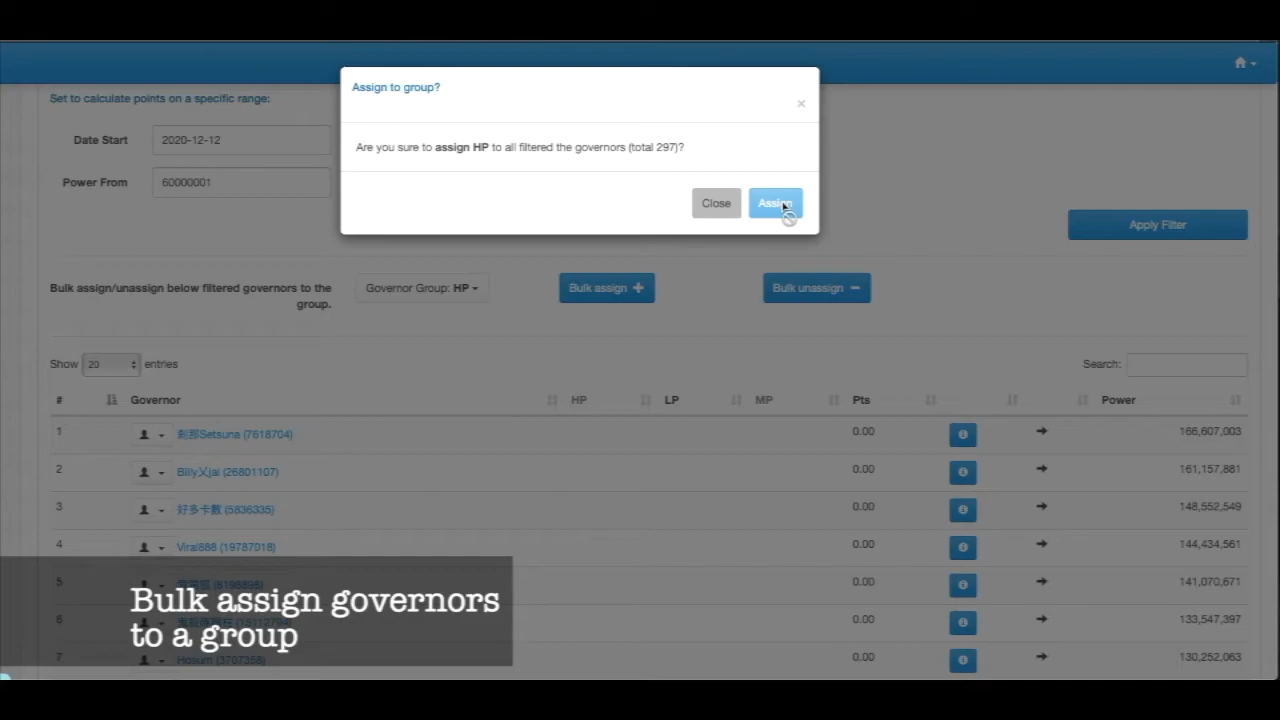 Assign to group?
×
Are you sure to assign HP to all filtered the governors (total 297)?
Close
Assign
Set to calculate points on a specific range:
Date Start
2020-12-12
Power From
60000001
Apply Filter
Bulk assign/unassign below filtered governors to the
group.
Governor Group: HP
Bulk assign
Bulk unassign
Show 20 entries
Search:
# Governor HP LP MP Pts Power
1 刹那Setsuna (7618704) 0.00 166,607,003
2 Billy乂jai (26801107) 0.00 161,157,881
3 好多卡數 (5836335) 0.00 148,552,549
4 Viral888 (19787018) 0.00 144,434,561
5 0.00 141,070,671
6 0.00 133,547,397
7 Hosum (3707358) 0.00 130,252,063
Bulk assign governors
to a group